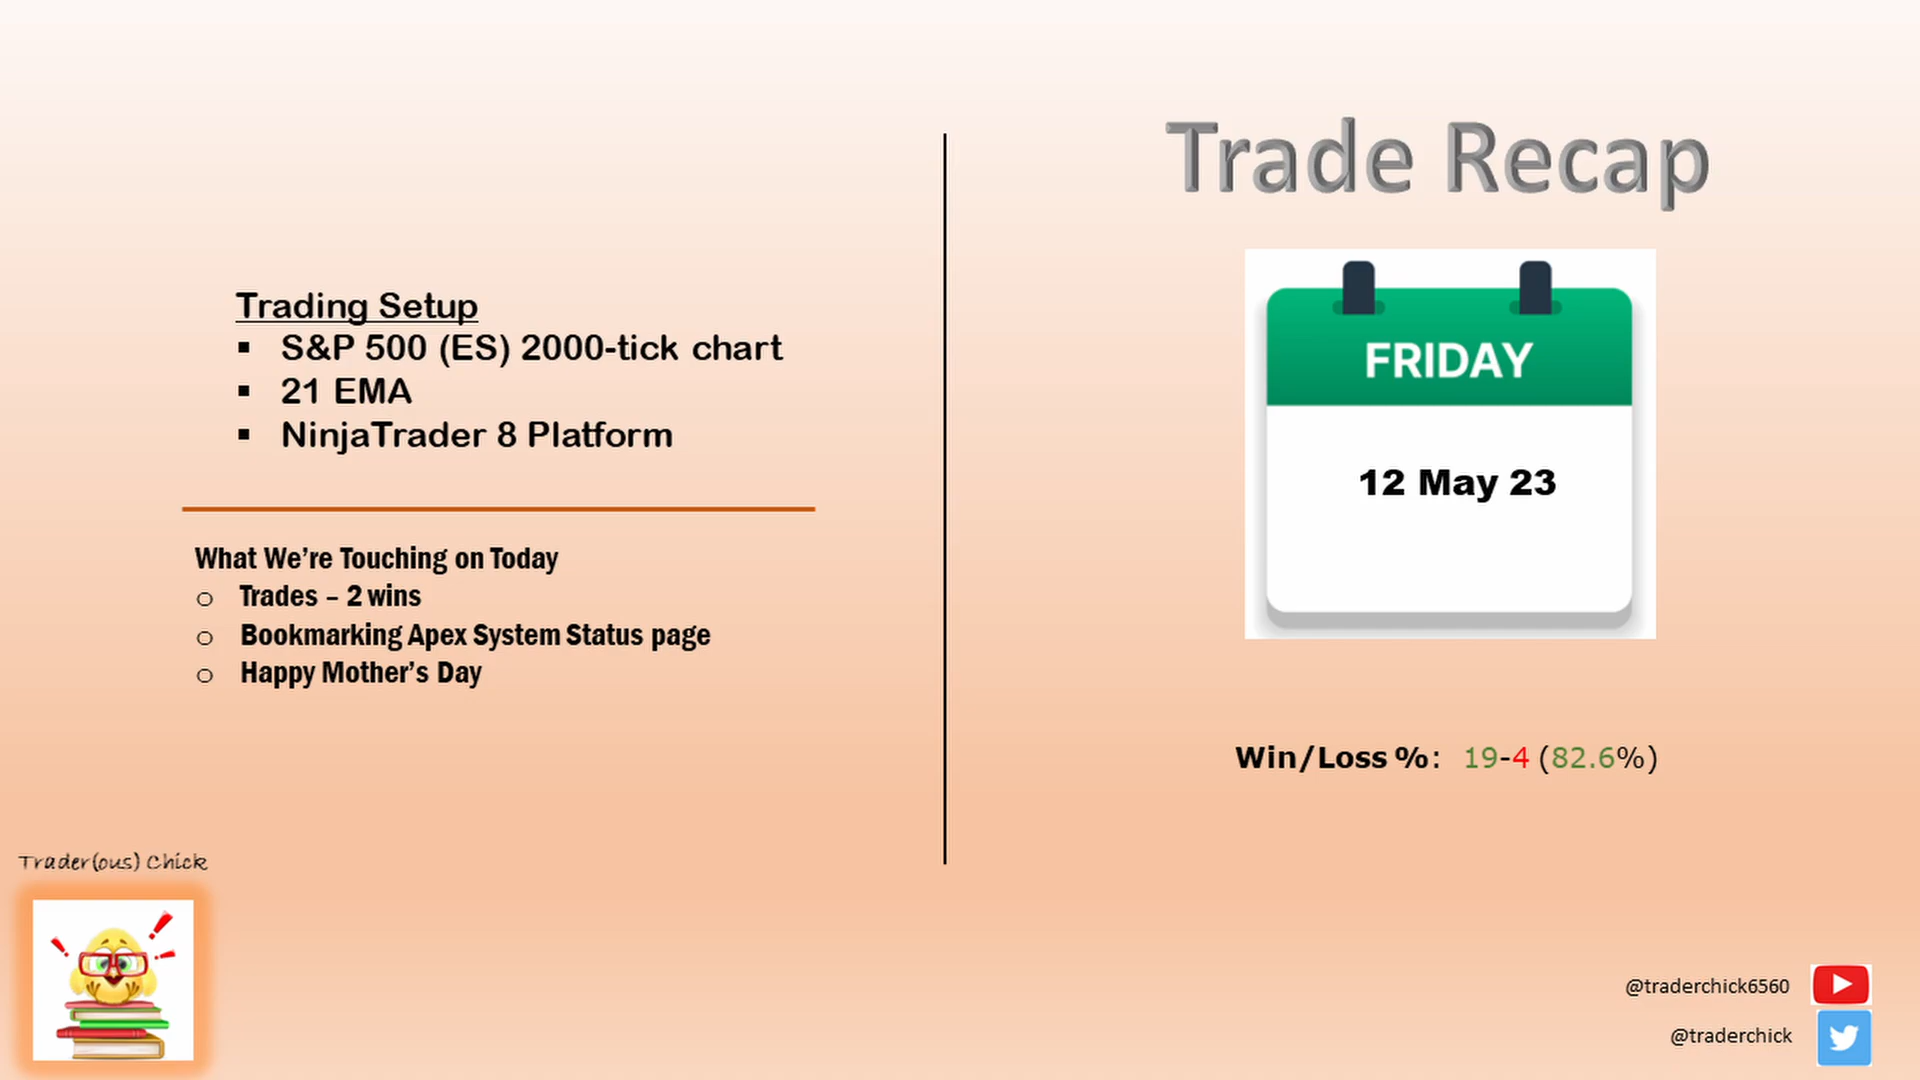 Trading Setup
▪ S&P 500 (ES) 2000-tick chart
▪ 21 EMA
▪ NinjaTrader 8 Platform
What We're Touching on Today
o Trades – 2 wins
o Bookmarking Apex System Status page
o Happy Mother's Day
Trader(ous) Chick
Trade Recap
FRIDAY
12 May 23
Win/Loss %: 19-4 (82.6%)
@traderchick6560
@traderchick